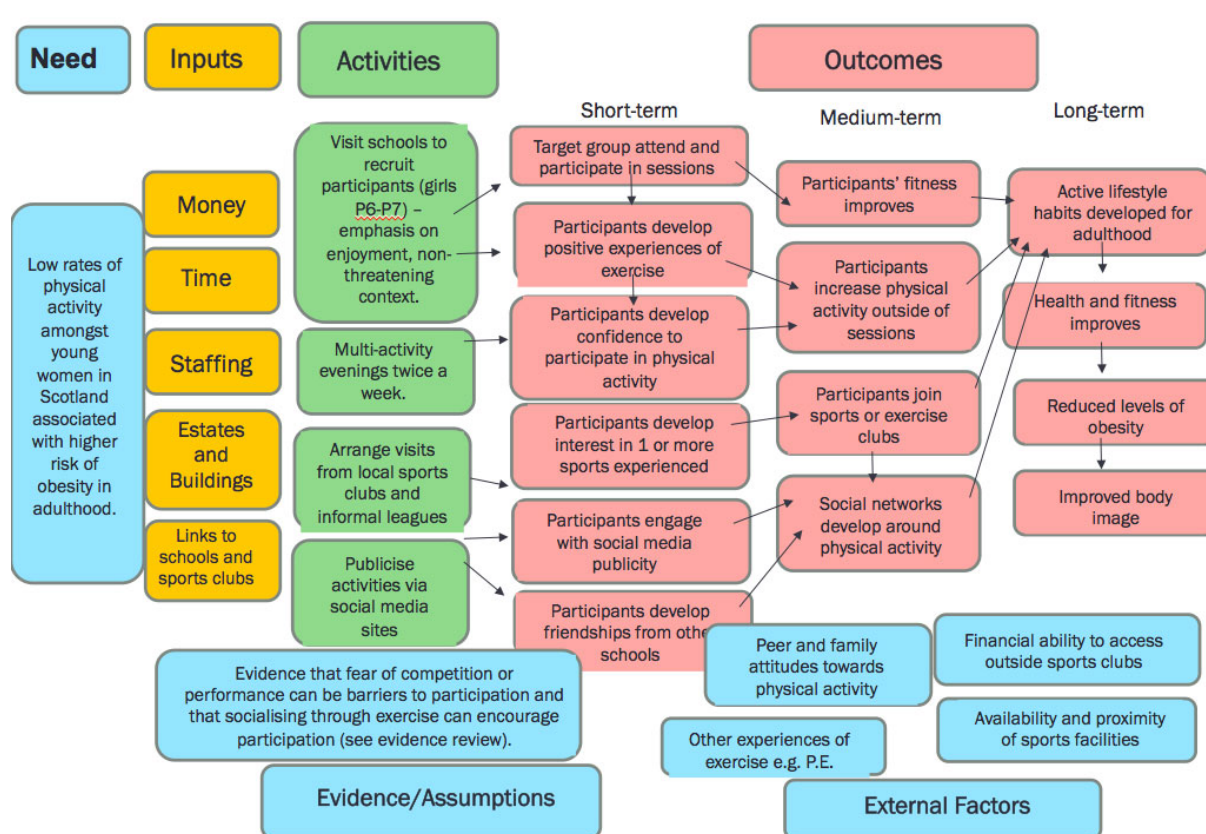 Need
Inputs
Activities
Outcomes
Short-term
Medium-term
Long-term
Low rates of
physical
activity
amongst
young
women in
Scotland
associated
with higher
risk of
obesity in
adulthood.
Money
Time
Staffing
Estates
and
Buildings
Links to
schools and
sports clubs
Visit schools to
recruit
participants (girls
P6-P7) –
emphasis on
enjoyment, non-
threatening
context.
Multi-activity
evenings twice a
week.
Arrange visits
from local sports
clubs and
informal leagues
Publicise
activities via
social media
sites
Target group attend and
participate in sessions
Participants develop
positive experiences of
exercise
Participants develop
confidence to
participate in physical
activity
Participants develop
interest in 1 or more
sports experienced
Participants engage
with social media
publicity
Participants develop
friendships from other
schools
Participants’ fitness
improves
Participants
increase physical
activity outside of
sessions
Participants join
sports or exercise
clubs
Social networks
develop around
physical activity
Active lifestyle
habits developed for
adulthood
Health and fitness
improves
Reduced levels of
obesity
Improved body
image
Evidence that fear of competition or
performance can be barriers to participation and
that socialising through exercise can encourage
participation (see evidence review).
Evidence/Assumptions
Peer and family
attitudes towards
physical activity
Financial ability to access
outside sports clubs
Other experiences of
exercise e.g. P.E.
Availability and proximity
of sports facilities
External Factors